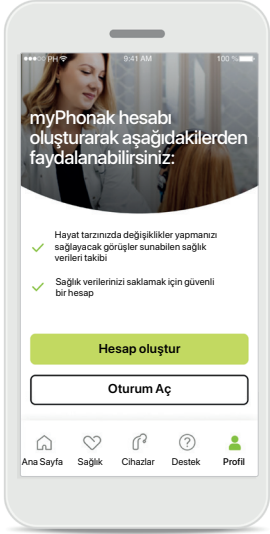 PH 9:41 AM 100 %
myPhonak hesabı
oluşturarak aşağıdakilerden
faydalanabilirsiniz:
Hayat tarzınızda değişiklikler yapmanızı
sağlayacak görüşler sunabilen sağlık
verileri takibi
Sağlık verilerinizi saklamak için güvenli
bir hesap
Hesap oluştur
Oturum Aç
Ana Sayfa Sağlık Cihazlar Destek Profil